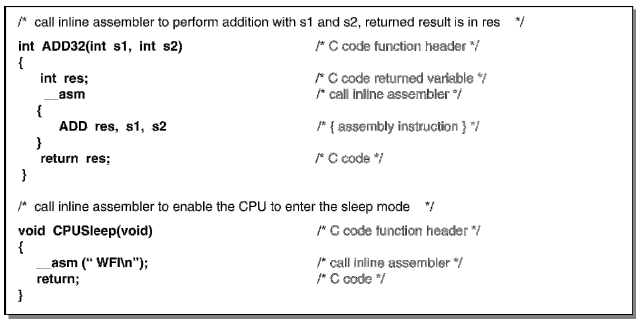 /* call inline assembler to perform addition with s1 and s2, returned result is in res */
int ADD32(int s1, int s2) /* C code function header */
{
int res; /* C code returned variable */
__asm /* call inline assembler */
{
ADD res, s1, s2 /* { assembly instruction } */
}
return res; /* C code */
}
/* call inline assembler to enable the CPU to enter the sleep mode */
void CPUSleep(void) /* C code function header */
{
__asm (" WFI\n"); /* call inline assembler */
return; /* C code */
}